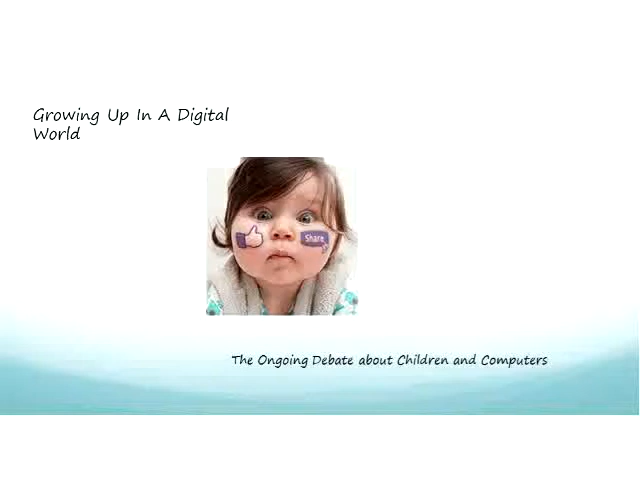 Growing Up In A Digital
World
Share
The Ongoing Debate about Children and Computers